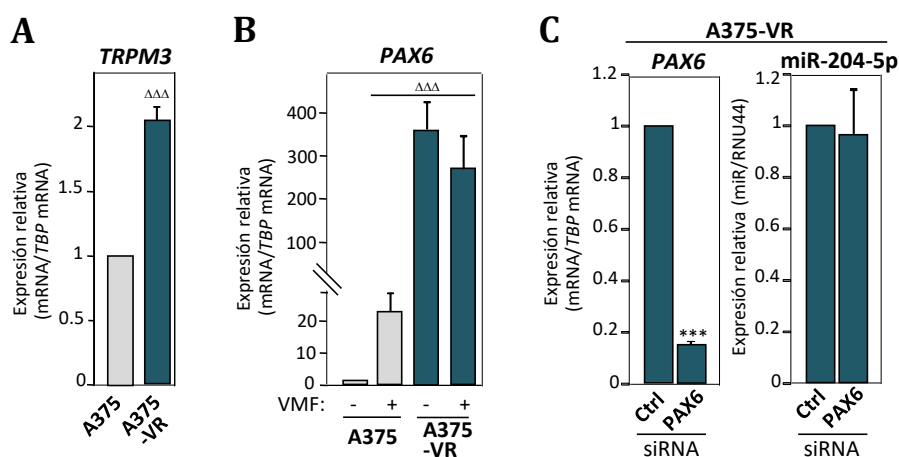 A
TRPM3
ΔΔΔ
2
1.5
1
0.5
0
Expresión relativa
(mRNA/TBP mRNA)
A375
A375
-VR
B
PAX6
ΔΔΔ
400
300
400
20
10
0
Expresión relativa
(mRNA/TBP mRNA)
VMF: - + - +
A375
A375
-VR
C
A375-VR
PAX6
1.2
1
0.8
0.6
0.4
0.2
0
Expresión relativa
(mRNA/TBP mRNA)
***
Ctrl
PAX6
siRNA
miR-204-5p
1.2
1
0.8
0.6
0.4
0.2
0
Expresión relativa (miR/RNU44)
Ctrl
PAX6
siRNA